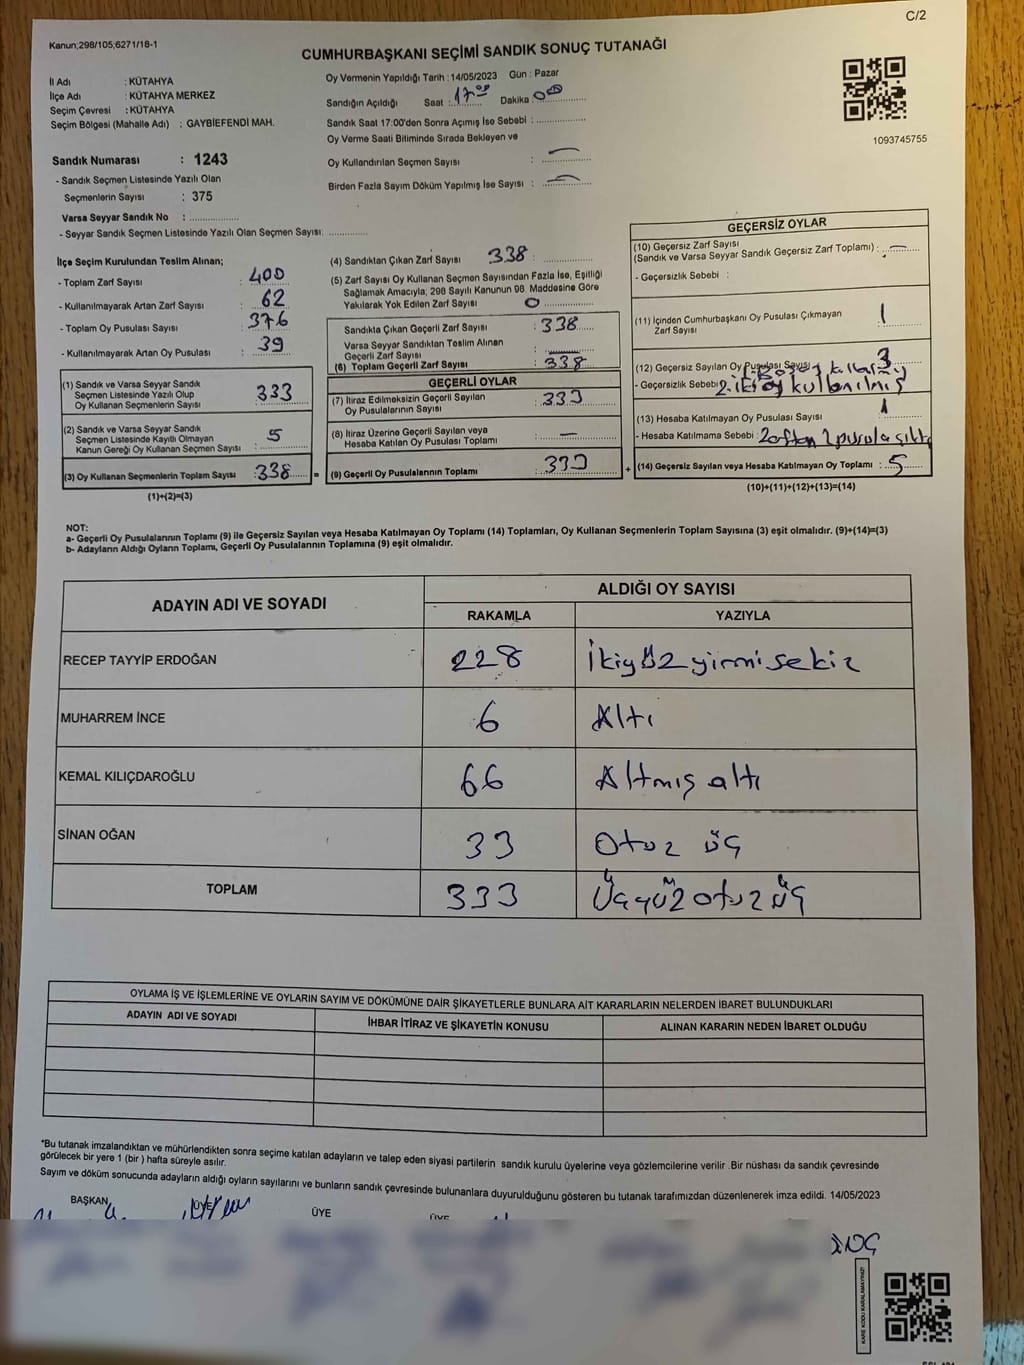 C/2
Kanun;298/105;6271/18-1
CUMHURBAŞKANI SEÇİMİ SANDIK SONUÇ TUTANAĞI
İl Adı : KÜTAHYA
İlçe Adı : KÜTAHYA MERKEZ
Seçim Çevresi : KÜTAHYA
Seçim Bölgesi (Mahalle Adı) : GAYBİEFENDİ MAH.
Oy Vermenin Yapıldığı Tarih : 14/05/2023 Gün : Pazar
Sandığın Açıldığı Saat : 17:00 Dakika : 00
Sandık Saat 17:00'den Sonra Açımış İse Sebebi :
Oy Verme Saati Bitiminde Sırada Bekleyen ve
Oy Kullandırılan Seçmen Sayısı : —
Birden Fazla Sayım Döküm Yapılmış İse Sayısı : —
1093745755
Sandık Numarası : 1243
- Sandık Seçmen Listesinde Yazılı Olan
Seçmenlerin Sayısı : 375
Varsa Seyyar Sandık No :
- Seyyar Sandık Seçmen Listesinde Yazılı Olan Seçmen Sayısı:
İlçe Seçim Kurulundan Teslim Alınan;
- Toplam Zarf Sayısı : 400
- Kullanılmayarak Artan Zarf Sayısı : 62
- Toplam Oy Pusulası Sayısı : 376
- Kullanılmayarak Artan Oy Pusulası : 39
(1) Sandık ve Varsa Seyyar Sandık
Seçmen Listesinde Yazılı Olup
Oy Kullanan Seçmenlerin Sayısı : 333
(2) Sandık ve Varsa Seyyar Sandık
Seçmen Listesinde Kayıtlı Olmayan
Kanun Gereği Oy Kullanan Seçmen Sayısı : 5
(3) Oy Kullanan Seçmenlerin Toplam Sayısı : 338 =
(1)+(2)=(3)
(4) Sandıktan Çıkan Zarf Sayısı : 338
(5) Zarf Sayısı Oy Kullanan Seçmen Sayısından Fazla İse, Eşitliği
Sağlamak Amacıyla, 298 Sayılı Kanunun 98. Maddesine Göre
Yakılarak Yok Edilen Zarf Sayısı : 0
Sandıkta Çıkan Geçerli Zarf Sayısı : 338
Varsa Seyyar Sandıktan Teslim Alınan
Geçerli Zarf Sayısı :
(6) Toplam Geçerli Zarf Sayısı : 338
GEÇERLİ OYLAR
(7) İtiraz Edilmeksizin Geçerli Sayılan
Oy Pusulalarının Sayısı : 333
(8) İtiraz Üzerine Geçerli Sayılan veya
Hesaba Katılan Oy Pusulası Toplamı : —
(9) Geçerli Oy Pusulalarının Toplamı : 333 +
GEÇERSİZ OYLAR
(10) Geçersiz Zarf Sayısı
(Sandık ve Varsa Seyyar Sandık Geçersiz Zarf Toplamı) : —
- Geçersizlik Sebebi :
(11) İçinden Cumhurbaşkanı Oy Pusulası Çıkmayan
Zarf Sayısı 1
(12) Geçersiz Sayılan Oy Pusulası Sayısı 3
- Geçersizlik Sebebi 2-iki oy kullanılmış
(13) Hesaba Katılmayan Oy Pusulası Sayısı 1
- Hesaba Katılmama Sebebi : Zarftan 2 pusula çıktı
(14) Geçersiz Sayılan veya Hesaba Katılmayan Oy Toplamı : 5
(10)+(11)+(12)+(13)=(14)
NOT:
a- Geçerli Oy Pusulalarının Toplamı (9) ile Geçersiz Sayılan veya Hesaba Katılmayan Oy Toplamı (14) Toplamları, Oy Kullanan Seçmenlerin Toplam Sayısına (3) eşit olmalıdır. (9)+(14)=(3)
b- Adayların Aldığı Oyların Toplamı, Geçerli Oy Pusulalarının Toplamına (9) eşit olmalıdır.
ADAYIN ADI VE SOYADI
ALDIĞI OY SAYISI
RAKAMLA YAZIYLA
RECEP TAYYİP ERDOĞAN 228 İkiyüzyirmisekiz
MUHARREM İNCE 6 Altı
KEMAL KILIÇDAROĞLU 66 Altmış altı
SİNAN OĞAN 33 Otuz üç
TOPLAM 333 Üçyüzotuzüç
OYLAMA İŞ VE İŞLEMLERİNE VE OYLARIN SAYIM VE DÖKÜMÜNE DAİR ŞİKAYETLERLE BUNLARA AİT KARARLARIN NELERDEN İBARET BULUNDUKLARI
ADAYIN ADI VE SOYADI İHBAR İTİRAZ VE ŞİKAYETİN KONUSU ALINAN KARARIN NEDEN İBARET OLDUĞU
*Bu tutanak imzalandıktan ve mühürlendikten sonra seçime katılan adayların ve talep eden siyasi partilerin sandık kurulu üyelerine veya gözlemcilerine verilir .Bir nüshası da sandık çevresinde
görülecek bir yere 1 (bir ) hafta süreyle asılır.
Sayım ve döküm sonucunda adayların aldığı oyların sayılarını ve bunların sandık çevresinde bulunanlara duyurulduğunu gösteren bu tutanak tarafımızdan düzenlenerek imza edildi. 14/05/2023
BAŞKAN ÜYE ÜYE ÜYE
KARE KODU KARALAMAYINIZ!